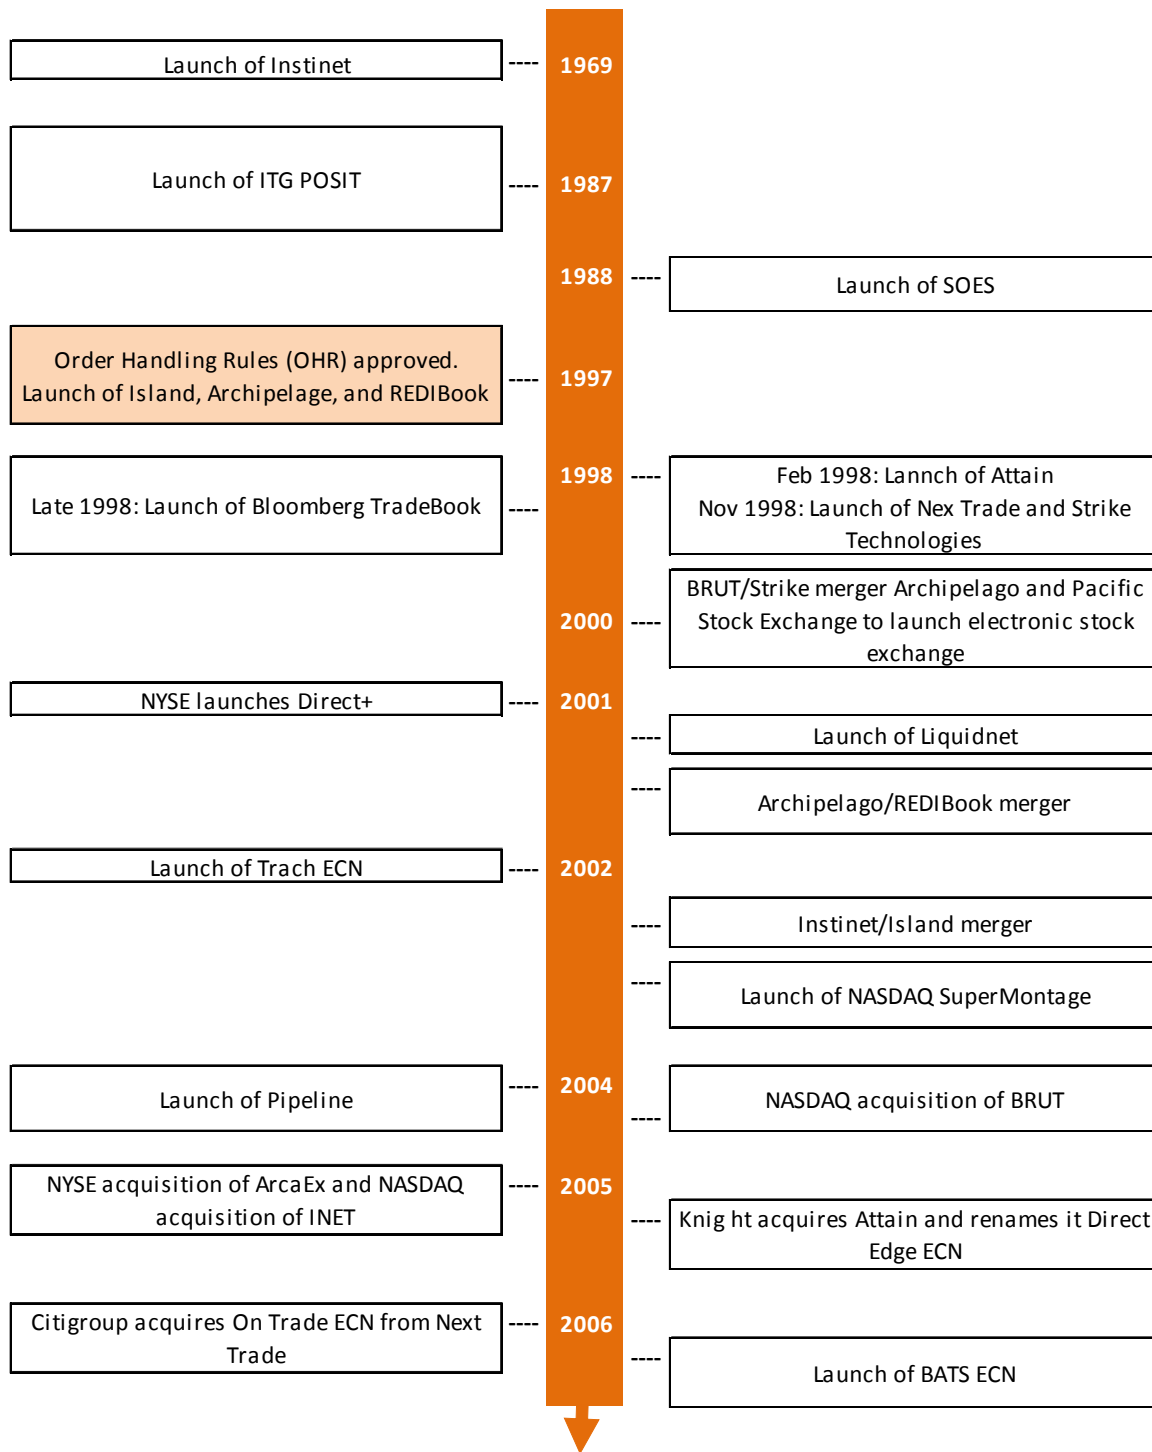 Launch of Instinet
----
1969
Launch of ITG POSIT
----
1987
1988
----
Launch of SOES
Order Handling Rules (OHR) approved.
Launch of Island, Archipelage, and REDIBook
----
1997
Late 1998: Launch of Bloomberg TradeBook
----
1998
----
Feb 1998: Lannch of Attain
Nov 1998: Launch of Nex Trade and Strike
Technologies
2000
----
BRUT/Strike merger Archipelago and Pacific
Stock Exchange to launch electronic stock
exchange
NYSE launches Direct+
----
2001
----
Launch of Liquidnet
----
Archipelago/REDIBook merger
Launch of Trach ECN
----
2002
----
Instinet/Island merger
----
Launch of NASDAQ SuperMontage
Launch of Pipeline
----
2004
----
NASDAQ acquisition of BRUT
NYSE acquisition of ArcaEx and NASDAQ
acquisition of INET
----
2005
----
Knig ht acquires Attain and renames it Direct
Edge ECN
Citigroup acquires On Trade ECN from Next
Trade
----
2006
----
Launch of BATS ECN